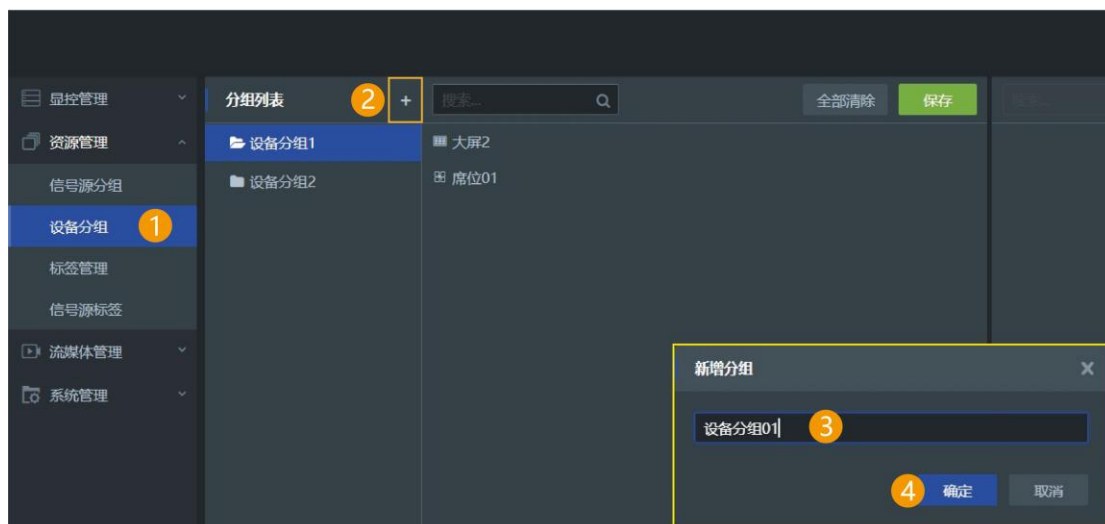 显控管理
资源管理
信号源分组
设备分组 1
标签管理
信号源标签
流媒体管理
系统管理
分组列表 2 +
设备分组1
设备分组2
搜索...
全部清除
保存
大屏2
席位01
搜索...
新增分组
设备分组01 3
4 确定
取消